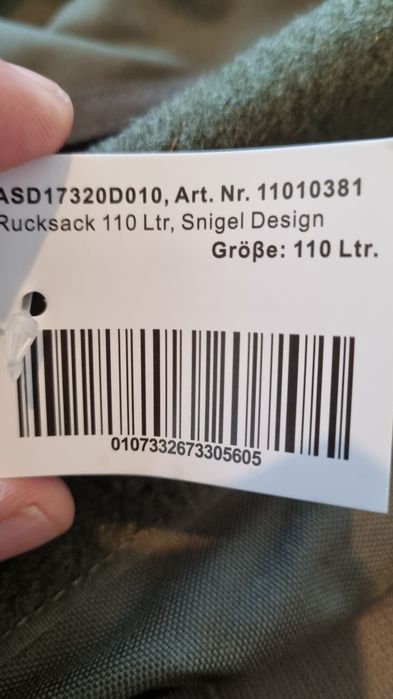 ASD17320D010, Art. Nr. 11010381
Rucksack 110 Ltr, Snigel Design
Größe: 110 Ltr.
0107332673305605